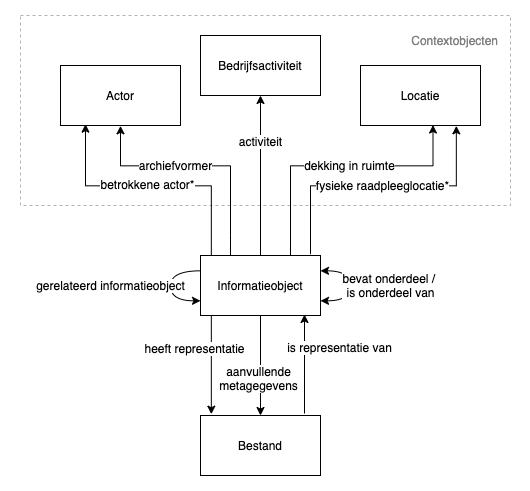 Contextobjecten
Bedrijfsactiviteit
Actor
Locatie
activiteit
archiefvormer
dekking in ruimte
betrokkene actor*
fysieke raadpleeglocatie*
gerelateerd informatieobject
Informatieobject
bevat onderdeel /
is onderdeel van
heeft representatie
is representatie van
aanvullende
metagegevens
Bestand